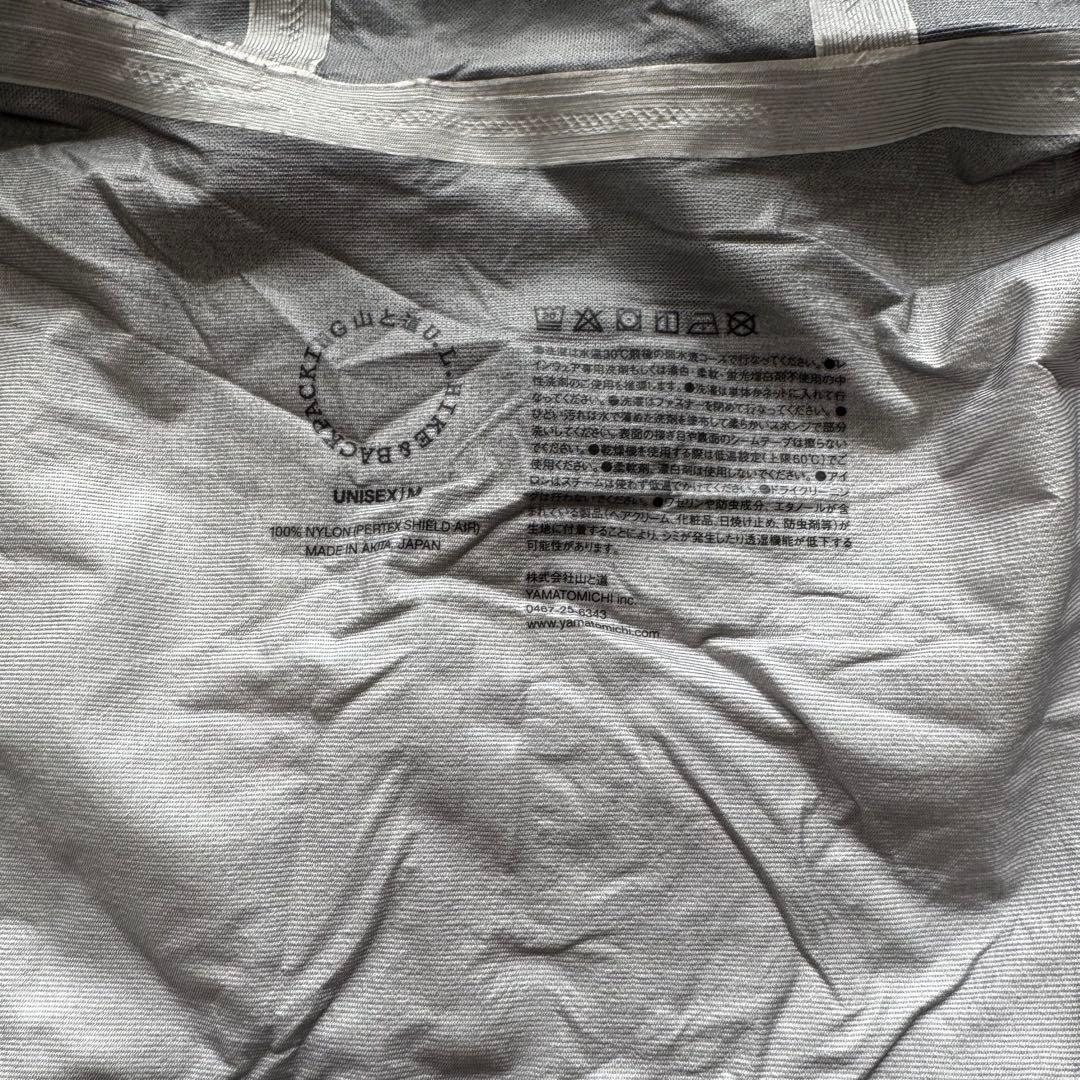 山と道 U.L. HIKE & BACKPACKING
UNISEX/M
100% NYLON (PERTEX SHIELD AIR)
MADE IN AKITA, JAPAN
30
は水温30℃前後の弱水流コースで行なってください。●レ
インウェア専用洗剤もしくは漂白・柔軟・蛍光増白剤不使用の中
性洗剤のご使用を推奨します。●洗濯は単体かネットに入れて行
なってください。●洗濯はファスナーを閉めて行なってください。●
ひどい汚れは水で薄めた洗剤を塗布して柔らかいスポンジで部分
洗いしてください。表面の接ぎ目や裏面のシームテープは擦らない
でください。●乾燥機を使用する際は低温設定(上限60℃)でご
使用ください。●柔軟剤、漂白剤は使用しないでください。●アイ
ロンはスチームは使わず低温でかけてください。●ドライクリーニン
グは行わないでください。●ワセリンや防虫成分、エタノールが含
まれている製品(ヘアクリーム、化粧品、日焼け止め、防虫剤等)が
生地に付着することにより、シミが発生したり透湿機能が低下する
可能性があります。
株式会社山と道
YAMATOMICHI inc.
0467-25-6343
www.yamatomichi.com